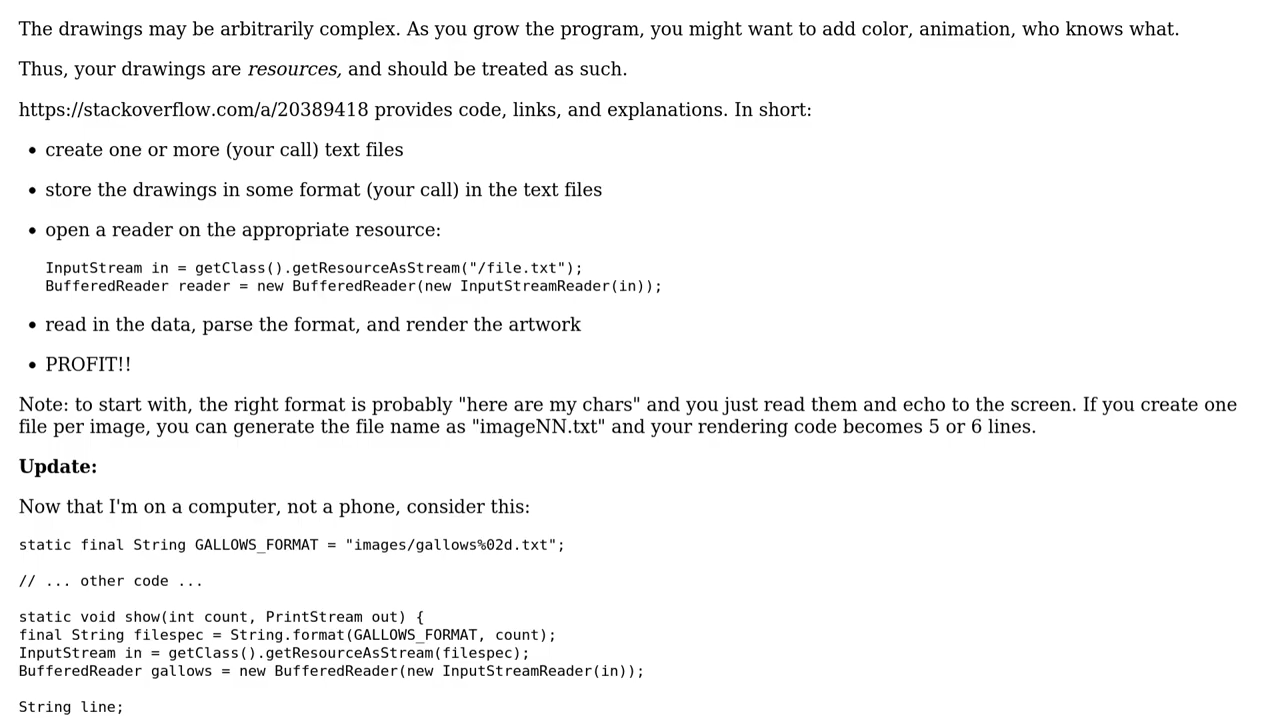 The drawings may be arbitrarily complex. As you grow the program, you might want to add color, animation, who knows what.
Thus, your drawings are resources, and should be treated as such.
https://stackoverflow.com/a/20389418 provides code, links, and explanations. In short:
• create one or more (your call) text files
• store the drawings in some format (your call) in the text files
• open a reader on the appropriate resource:
InputStream in = getClass().getResourceAsStream("/file.txt");
BufferedReader reader = new BufferedReader(new InputStreamReader(in));
• read in the data, parse the format, and render the artwork
• PROFIT!!
Note: to start with, the right format is probably "here are my chars" and you just read them and echo to the screen. If you create one
file per image, you can generate the file name as "imageNN.txt" and your rendering code becomes 5 or 6 lines.
Update:
Now that I'm on a computer, not a phone, consider this:
static final String GALLOWS_FORMAT = "images/gallows%02d.txt";
// ... other code ...
static void show(int count, PrintStream out) {
final String filespec = String.format(GALLOWS_FORMAT, count);
InputStream in = getClass().getResourceAsStream(filespec);
BufferedReader gallows = new BufferedReader(new InputStreamReader(in));
String line;